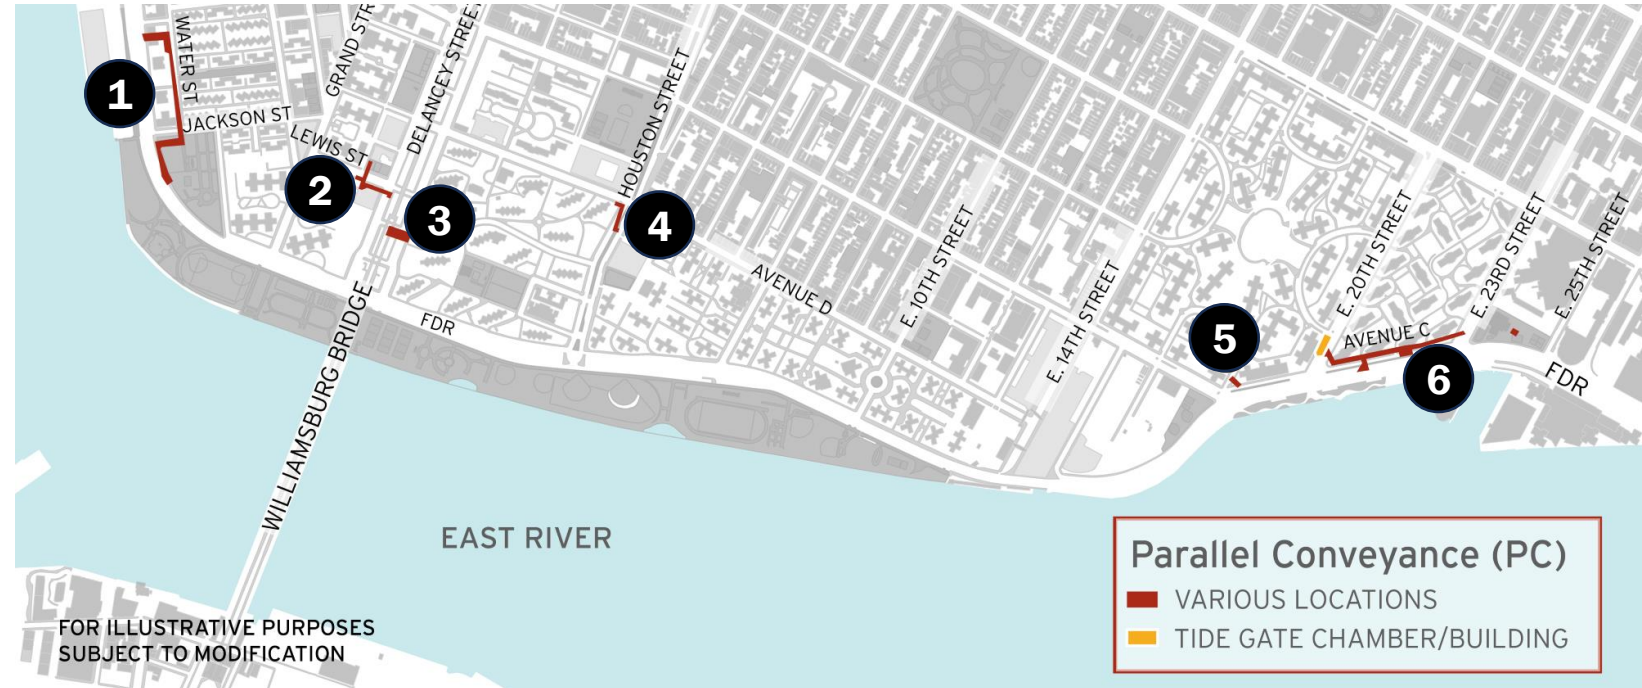 1
WATER ST
JACKSON ST
GRAND STR
DELANCEY STREE
LEWIS ST
2
3
HOUSTON STREET
4
AVENUE D
E. 10TH STREET
E. 14TH STREET
E. 20TH STREET
E. 23RD STREET
E. 25TH STREET
5
AVENUE C
6
FDR
FDR
WILLIAMSBURG BRIDGE
EAST RIVER
Parallel Conveyance (PC)
VARIOUS LOCATIONS
TIDE GATE CHAMBER/BUILDING
FOR ILLUSTRATIVE PURPOSES
SUBJECT TO MODIFICATION